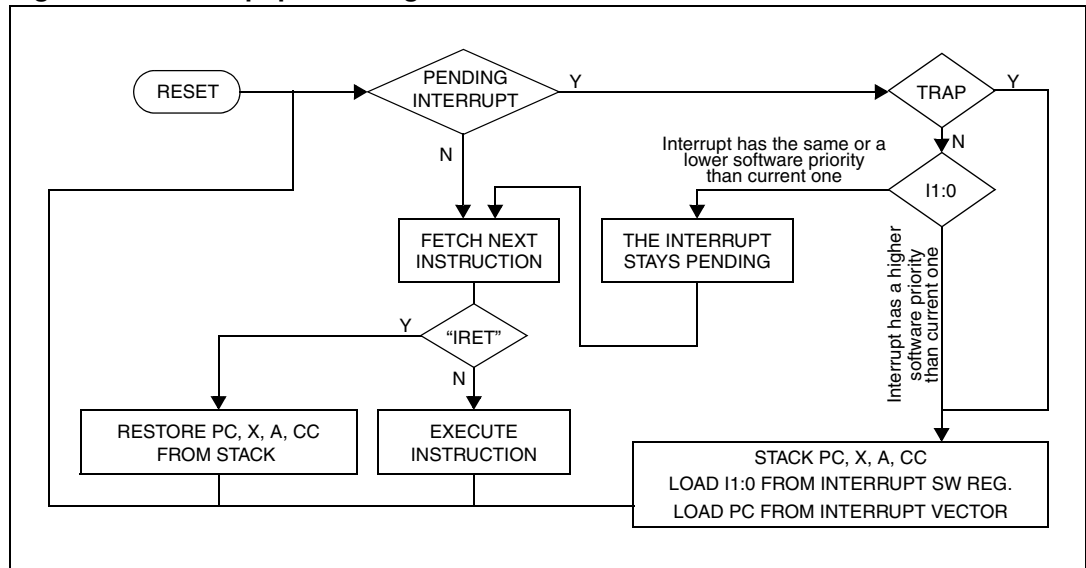 RESET
PENDING
INTERRUPT
Y
TRAP
Y
N
N
Interrupt has the same or a
lower software priority
than current one
I1:0
FETCH NEXT
INSTRUCTION
THE INTERRUPT
STAYS PENDING
Interrupt has a higher
software priority
than current one
Y
“IRET”
N
RESTORE PC, X, A, CC
FROM STACK
EXECUTE
INSTRUCTION
STACK PC, X, A, CC
LOAD I1:0 FROM INTERRUPT SW REG.
LOAD PC FROM INTERRUPT VECTOR